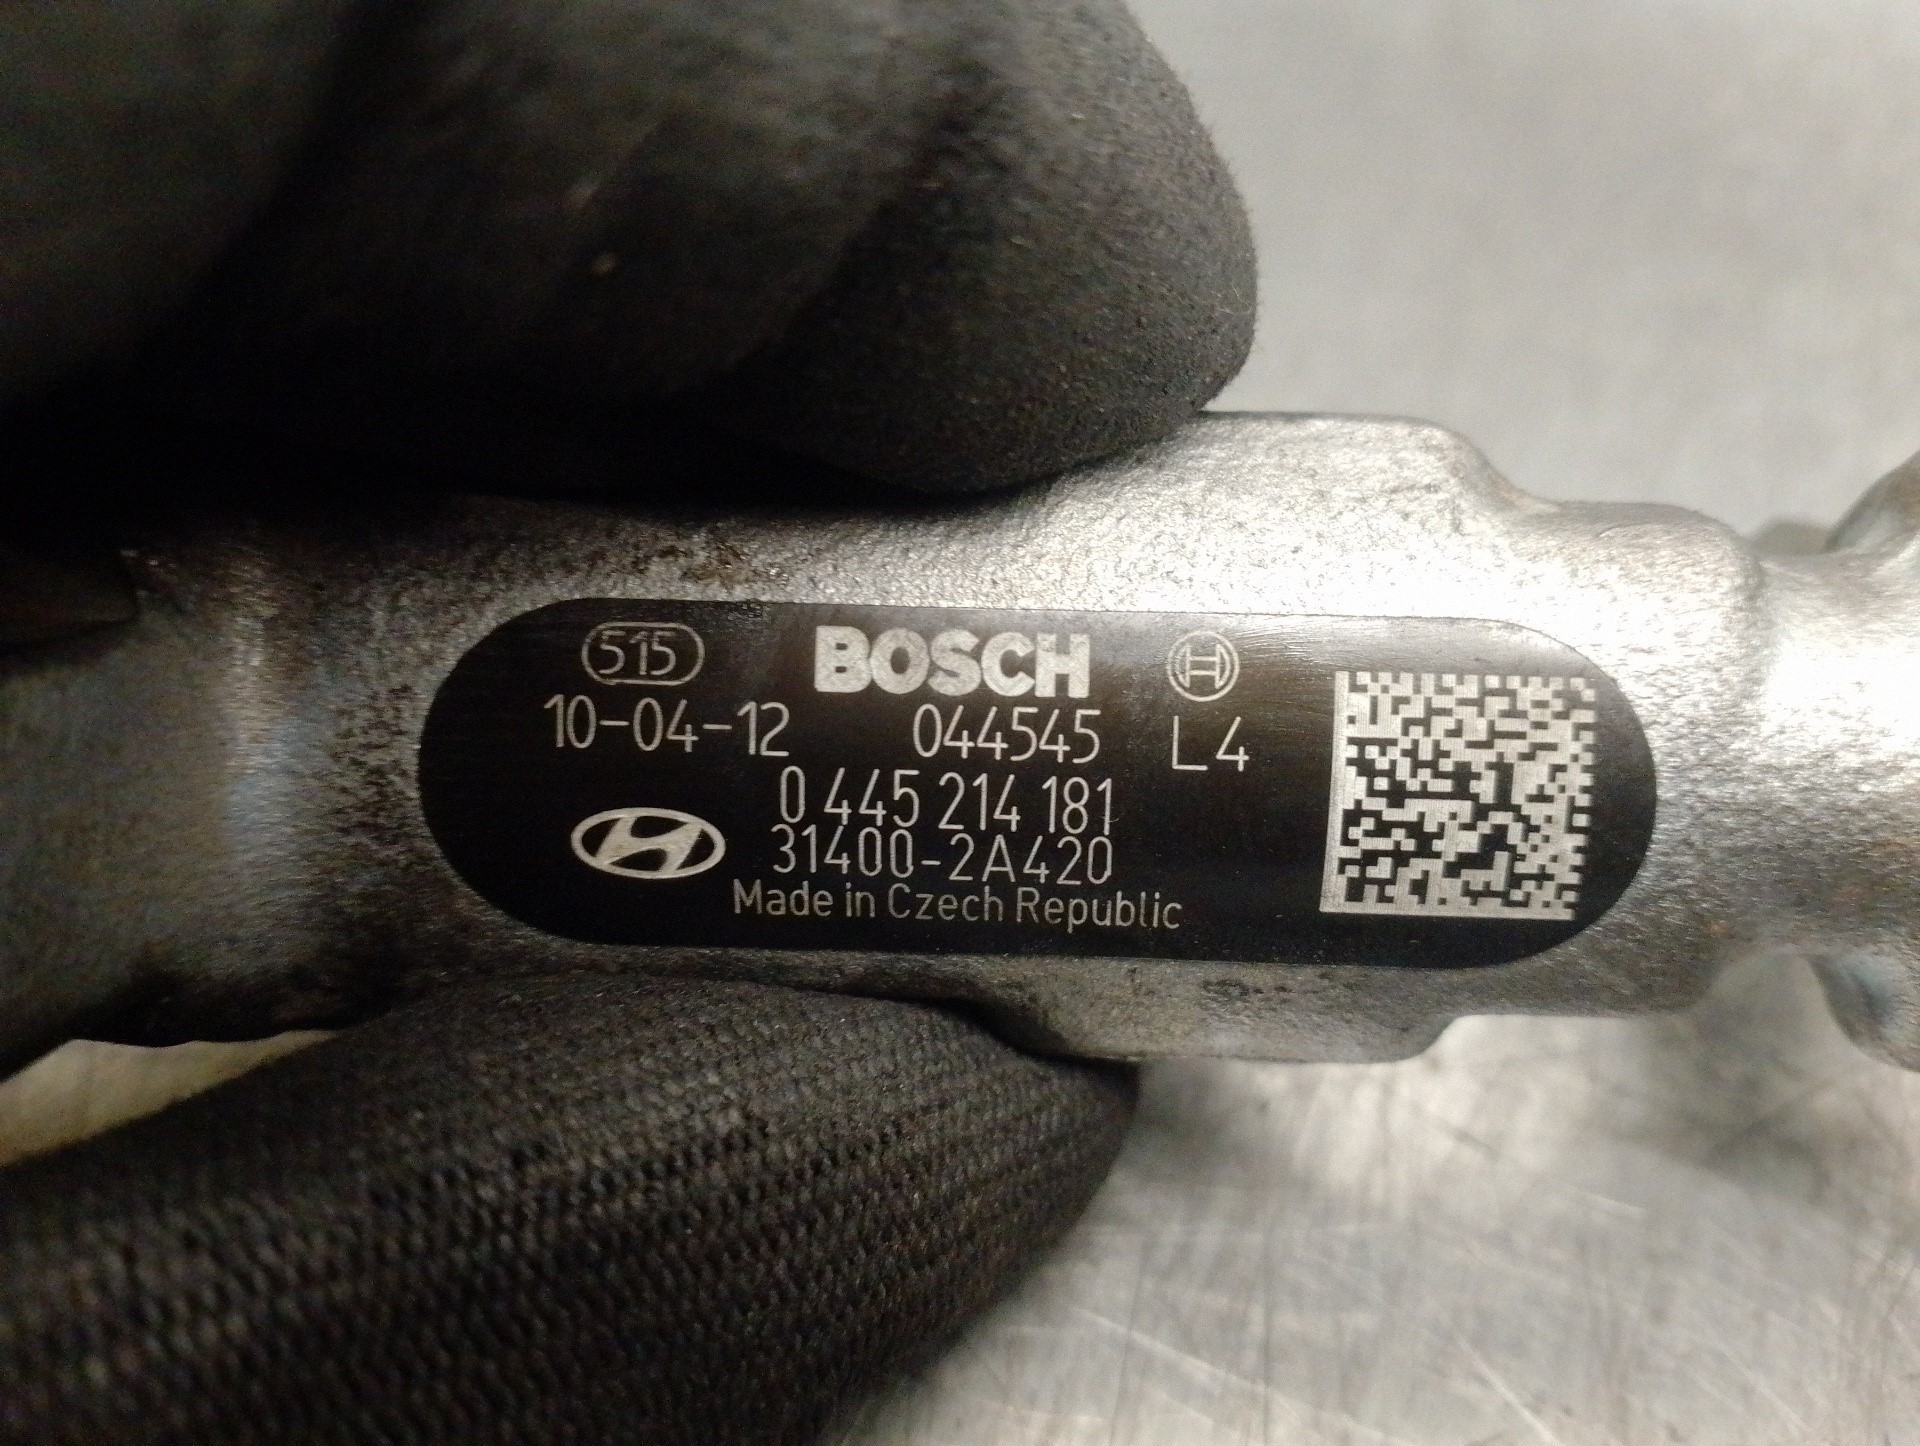 515 BOSCH
10-04-12 044545 L4
0 445 214 181
31400-2A420
Made in Czech Republic